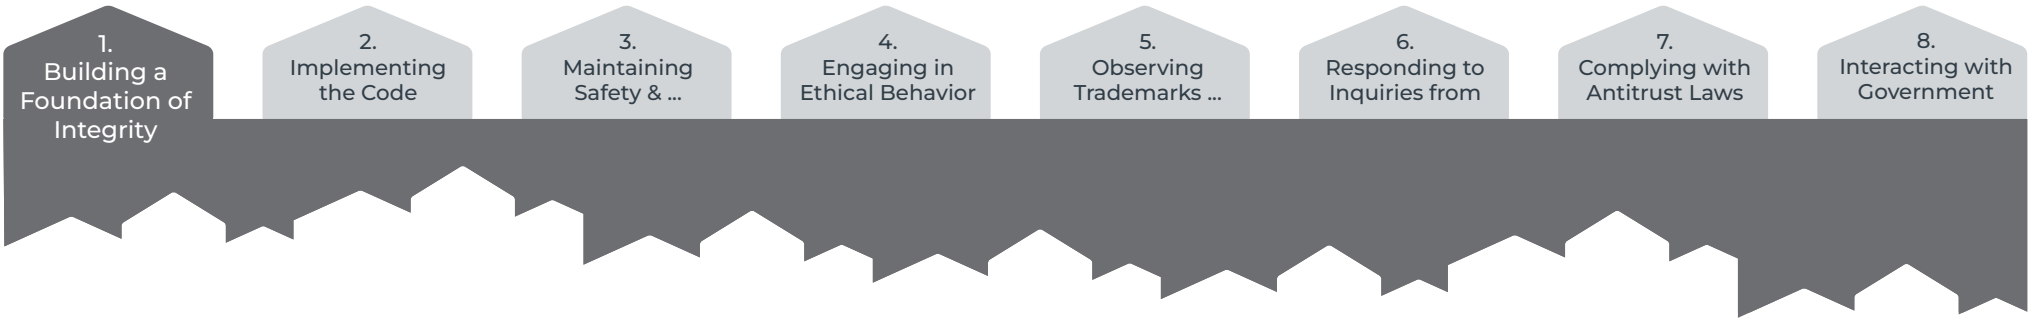 1.
Building a
Foundation of
Integrity
2.
Implementing
the Code
3.
Maintaining
Safety & ...
4.
Engaging in
Ethical Behavior
5.
Observing
Trademarks ...
6.
Responding to
Inquiries from
7.
Complying with
Antitrust Laws
8.
Interacting with
Government